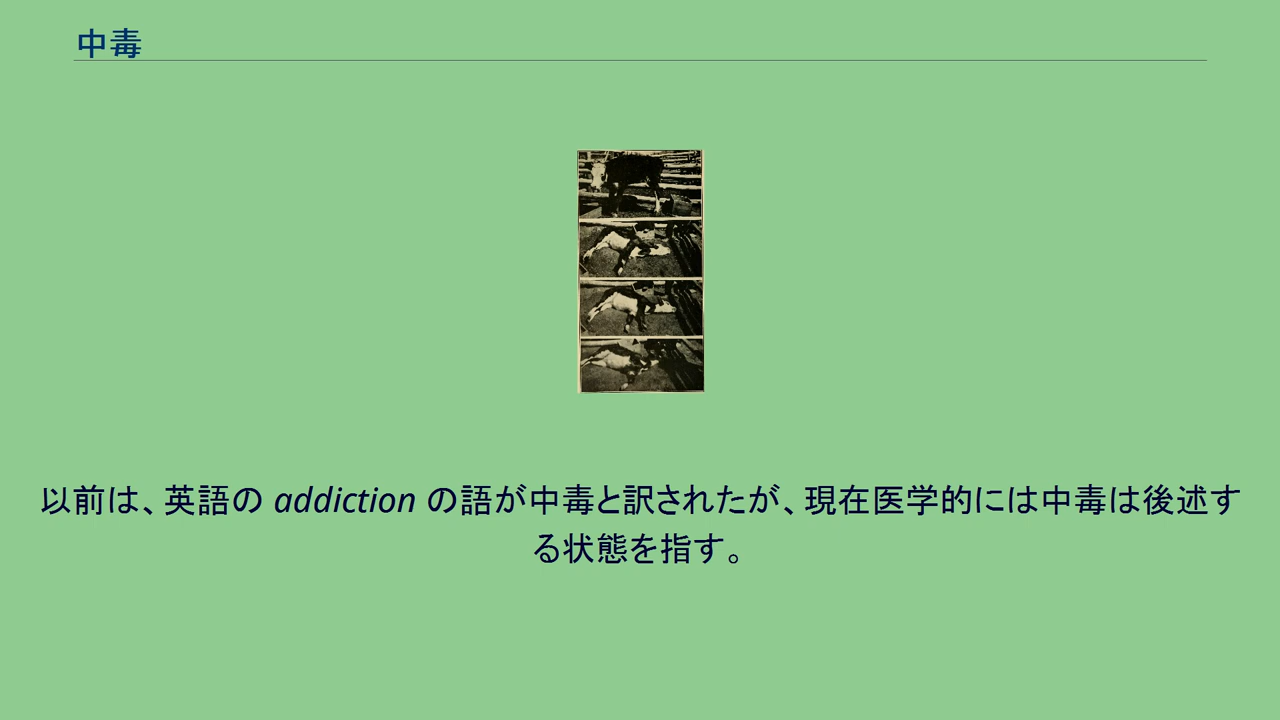 中毒
以前は、英語の addiction の語が中毒と訳されたが、現在医学的には中毒は後述す
る状態を指す。